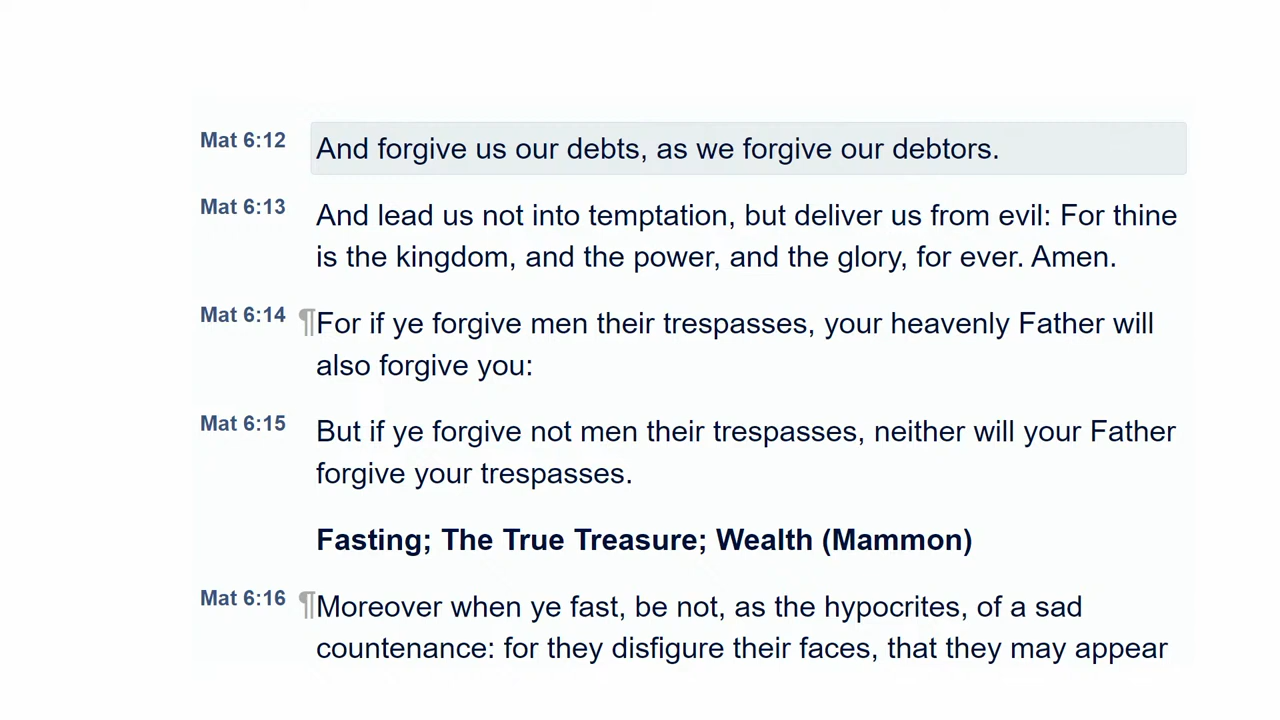 Mat 6:12 And forgive us our debts, as we forgive our debtors.
Mat 6:13 And lead us not into temptation, but deliver us from evil: For thine
is the kingdom, and the power, and the glory, for ever. Amen.
Mat 6:14 ¶For if ye forgive men their trespasses, your heavenly Father will
also forgive you:
Mat 6:15 But if ye forgive not men their trespasses, neither will your Father
forgive your trespasses.
Fasting; The True Treasure; Wealth (Mammon)
Mat 6:16 ¶Moreover when ye fast, be not, as the hypocrites, of a sad
countenance: for they disfigure their faces, that they may appear